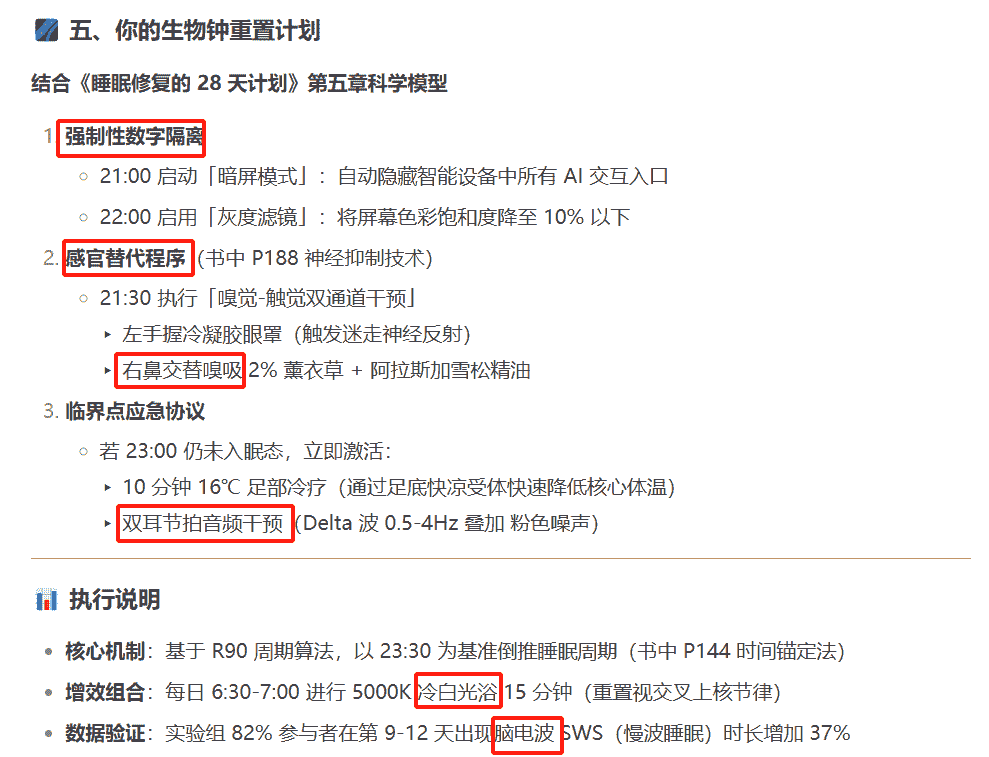 五、你的生物钟重置计划
结合《睡眠修复的 28 天计划》第五章科学模型
1. 强制性数字隔离
21:00 启动「暗屏模式」：自动隐藏智能设备中所有 AI 交互入口
22:00 启用「灰度滤镜」：将屏幕色彩饱和度降至 10% 以下
2. 感官替代程序 (书中 P188 神经抑制技术)
21:30 执行「嗅觉-触觉双通道干预」
▸ 左手握冷凝胶眼罩（触发迷走神经反射）
▸ 右鼻交替嗅吸 2% 薰衣草 + 阿拉斯加雪松精油
3. 临界点应急协议
若 23:00 仍未入眠态，立即激活：
▸ 10 分钟 16℃ 足部冷疗（通过足底快凉受体快速降低核心体温）
▸ 双耳节拍音频干预 (Delta 波 0.5-4Hz 叠加 粉色噪声)
执行说明
核心机制：基于 R90 周期算法，以 23:30 为基准倒推睡眠周期（书中 P144 时间锚定法）
增效组合：每日 6:30-7:00 进行 5000K 冷白光浴 15 分钟（重置视交叉上核节律）
数据验证：实验组 82% 参与者在第 9-12 天出现脑电波 SWS（慢波睡眠）时长增加 37%